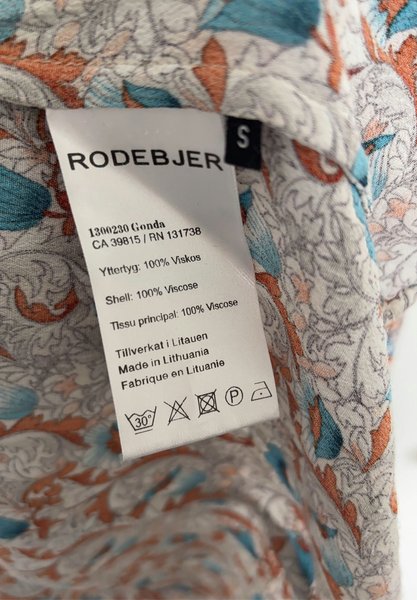 RODEBJER
S
1300230 Gonda
CA 39815 / RN 131738
Yttertyg: 100% Viskos
Shell: 100% Viscose
Tissu principal: 100% Viscose
Tillverkat i Litauen
Made in Lithuania
Fabrique en Lituanie
30°
P